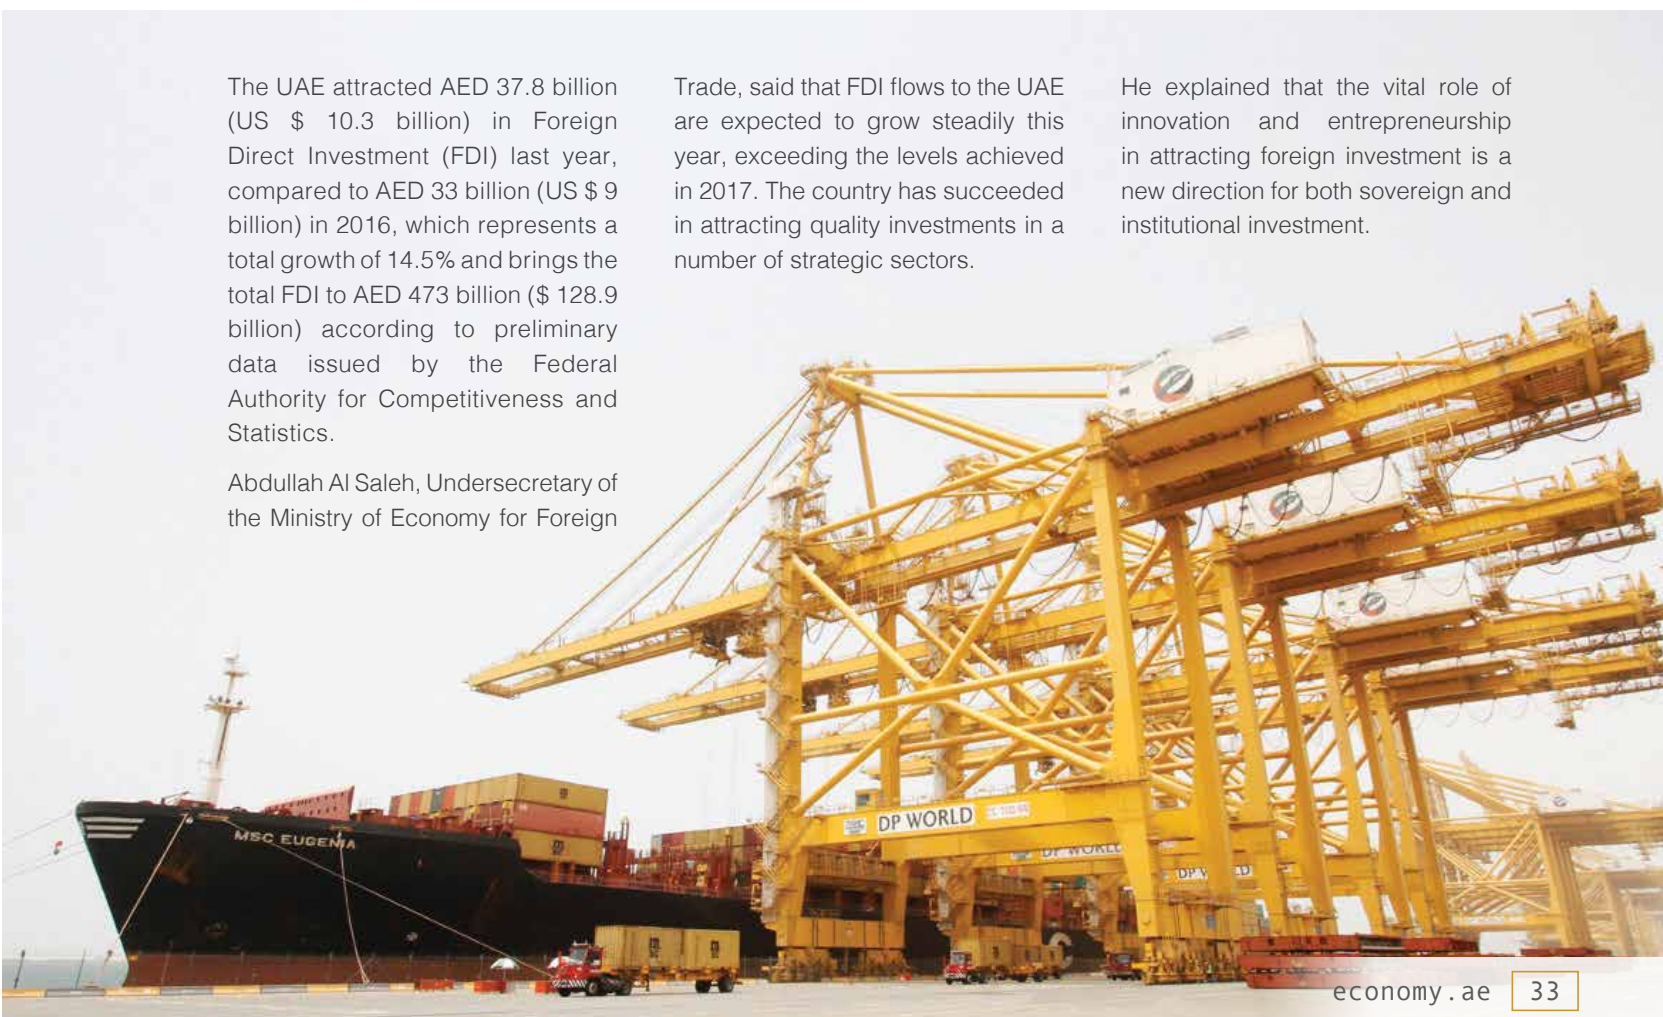 The UAE attracted AED 37.8 billion
(US $ 10.3 billion) in Foreign
Direct Investment (FDI) last year,
compared to AED 33 billion (US $ 9
billion) in 2016, which represents a
total growth of 14.5% and brings the
total FDI to AED 473 billion ($ 128.9
billion) according to preliminary
data issued by the Federal
Authority for Competitiveness and
Statistics.
Abdullah Al Saleh, Undersecretary of
the Ministry of Economy for Foreign
Trade, said that FDI flows to the UAE
are expected to grow steadily this
year, exceeding the levels achieved
in 2017. The country has succeeded
in attracting quality investments in a
number of strategic sectors.
He explained that the vital role of
innovation and entrepreneurship
in attracting foreign investment is a
new direction for both sovereign and
institutional investment.
MSC EUGENIA
DP WORLD
DP WORLD
DP
economy.ae 33